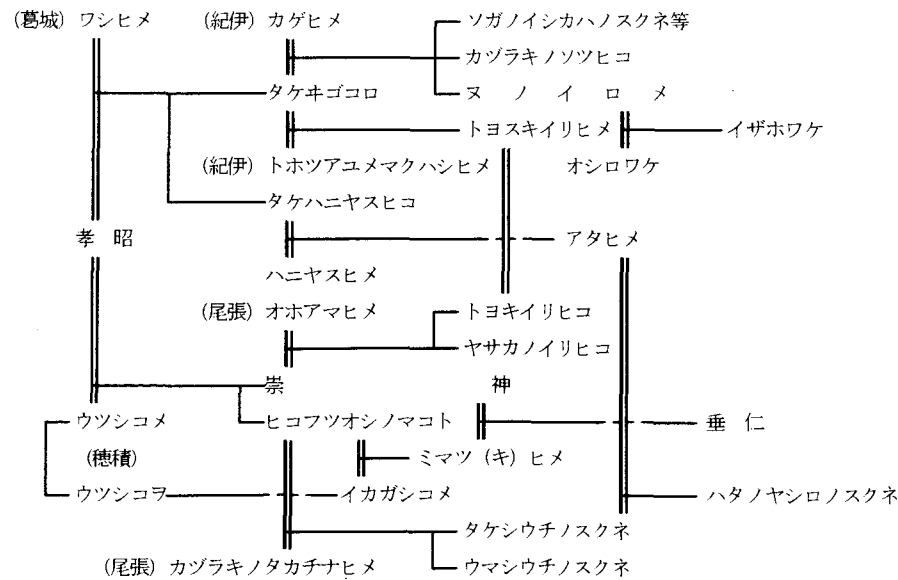 (葛城) ワシヒメ (紀伊) カゲヒメ ソガノイシカハノスクネ等
カヅラキノソツヒコ
タケヰゴコロ ヌノイロメ
トヨスキイリヒメ イザホワケ
(紀伊) トホツアユメマクハシヒメ オシロワケ
タケハニヤスヒコ
孝昭 アタヒメ
ハニヤスヒメ
(尾張) オホアマヒメ トヨキイリヒコ
ヤサカノイリヒコ
崇神
ウツシコメ ヒコフツオシノマコト 垂仁
(穂積) ミマツ (キ) ヒメ
ウツシコヲ イカガシコメ ハタノヤシロノスクネ
タケシウチノスクネ
(尾張) カヅラキノタカチナヒメ ウマシウチノスクネ